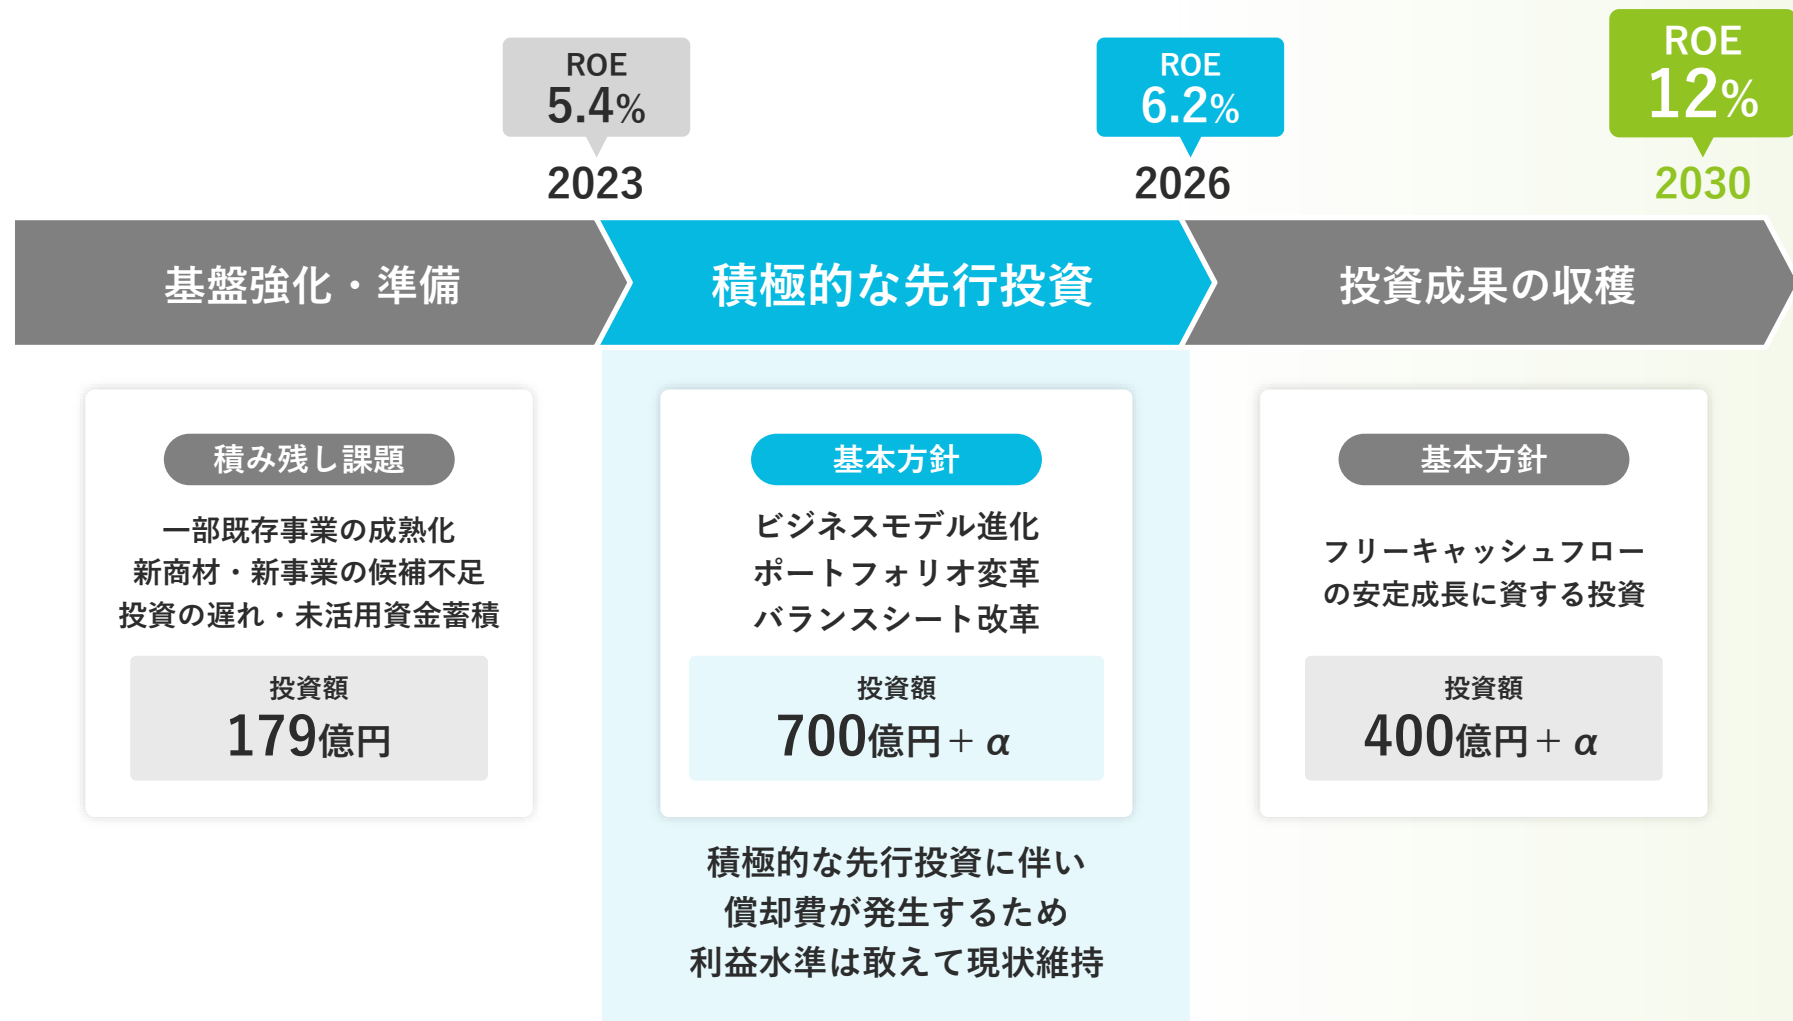 ROE
5.4%
2023
ROE
6.2%
2026
ROE
12%
2030
基盤強化・準備
積極的な先行投資
投資成果の収穫
積み残し課題
一部既存事業の成熟化
新商材・新事業の候補不足
投資の遅れ・未活用資金蓄積
投資額
179億円
基本方針
ビジネスモデル進化
ポートフォリオ変革
バランスシート改革
投資額
700億円+ α
積極的な先行投資に伴い
償却費が発生するため
利益水準は敢えて現状維持
基本方針
フリーキャッシュフロー
の安定成長に資する投資
投資額
400億円+ α